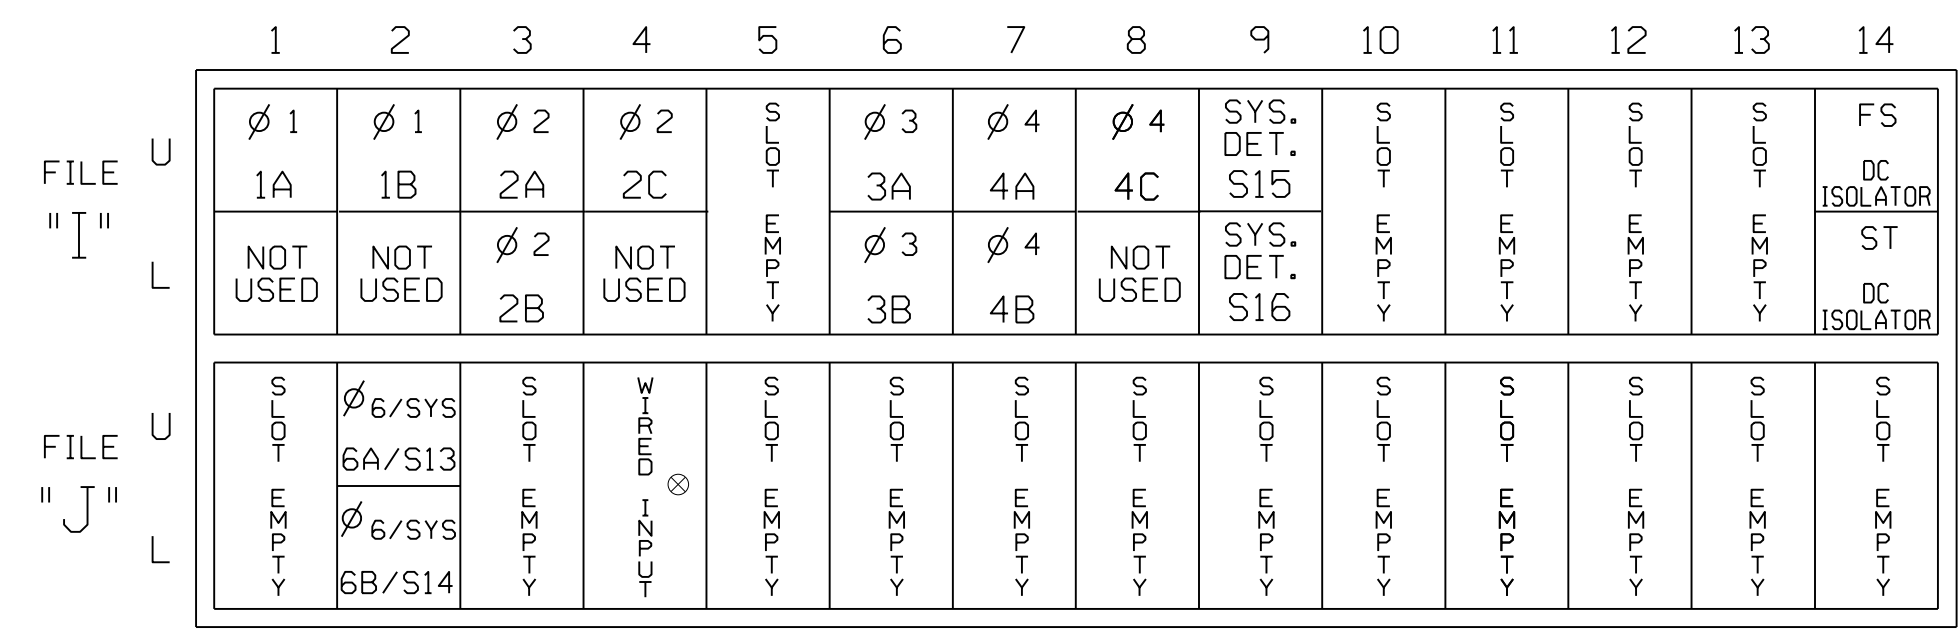 1 2 3 4 5 6 7 8 9 10 11 12 13 14
FILE
"I"
U
L
Ø 1
1A
NOT
USED
Ø 1
1B
NOT
USED
Ø 2
2A
Ø 2
2B
Ø 2
2C
NOT
USED
SLOT EMPTY
Ø 3
3A
Ø 3
3B
Ø 4
4A
Ø 4
4B
Ø 4
4C
NOT
USED
SYS.
DET.
S15
SYS.
DET.
S16
SLOT EMPTY
SLOT EMPTY
SLOT EMPTY
SLOT EMPTY
FS
DC
ISOLATOR
ST
DC
ISOLATOR
FILE
"J"
U
L
SLOT EMPTY
Ø 6/SYS
6A/S13
Ø 6/SYS
6B/S14
SLOT EMPTY
WIRED INPUT
SLOT EMPTY
SLOT EMPTY
SLOT EMPTY
SLOT EMPTY
SLOT EMPTY
SLOT EMPTY
SLOT EMPTY
SLOT EMPTY
SLOT EMPTY
SLOT EMPTY